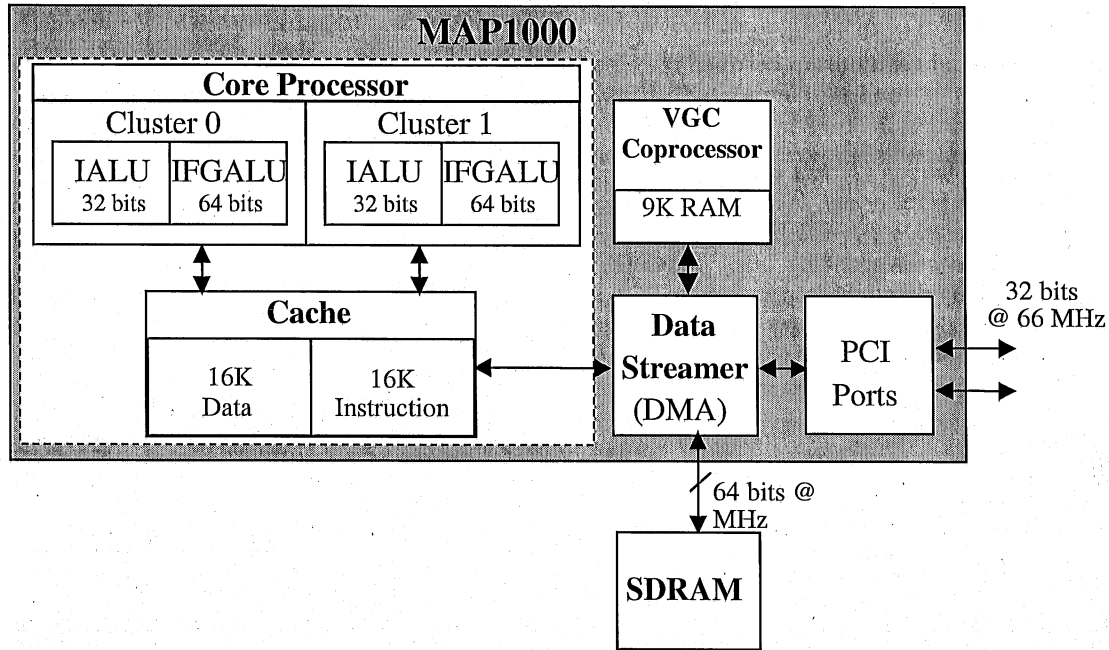 MAP1000
Core Processor
Cluster 0
Cluster 1
IALU
32 bits
IFGALU
64 bits
IALU
32 bits
IFGALU
64 bits
VGC
Coprocessor
9K RAM
Cache
16K
Data
16K
Instruction
Data
Streamer
(DMA)
PCI
Ports
32 bits
@ 66 MHz
64 bits @
MHz
SDRAM